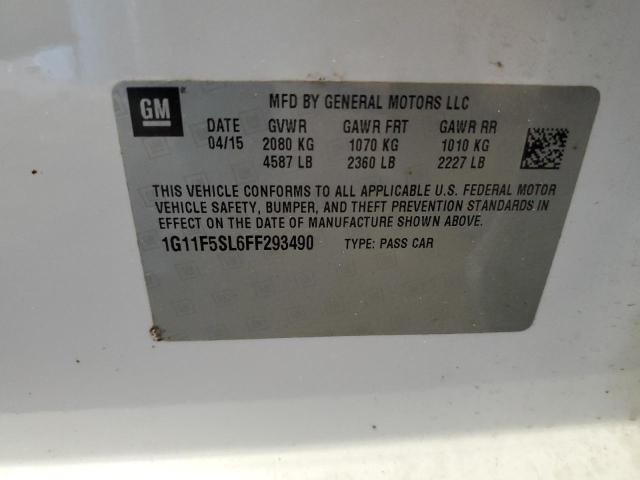 GM
MFD BY GENERAL MOTORS LLC
DATE GVWR GAWR FRT GAWR RR
04/15 2080 KG 1070 KG 1010 KG
4587 LB 2360 LB 2227 LB
THIS VEHICLE CONFORMS TO ALL APPLICABLE U.S. FEDERAL MOTOR
VEHICLE SAFETY, BUMPER, AND THEFT PREVENTION STANDARDS IN
EFFECT ON THE DATE OF MANUFACTURE SHOWN ABOVE.
1G11F5SL6FF293490 TYPE: PASS CAR